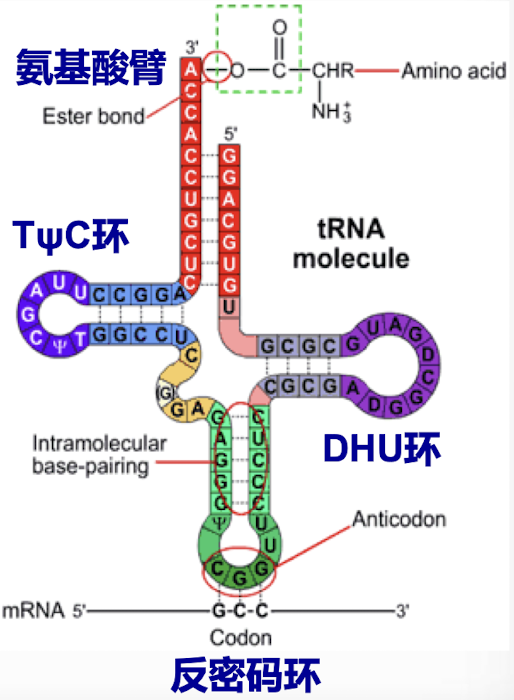 氨基酸臂
3'
O
O
C
CHR
Amino acid
NH3+
Ester bond
5'
A
C
C
A
C
C
U
G
C
U
C
G
G
A
C
G
U
G
U
tRNA
molecule
TψC环
A U U C C G G A
G
C Ψ T G G C C U
C
G
G A
G C G C G U A G D
C G C G A D G G C
DHU环
Intramolecular
base-pairing
G
A
G
G
G
Ψ
C
U
C
C
C
U
U
C G G
Anticodon
mRNA 5'
G-C-C
3'
Codon
反密码环